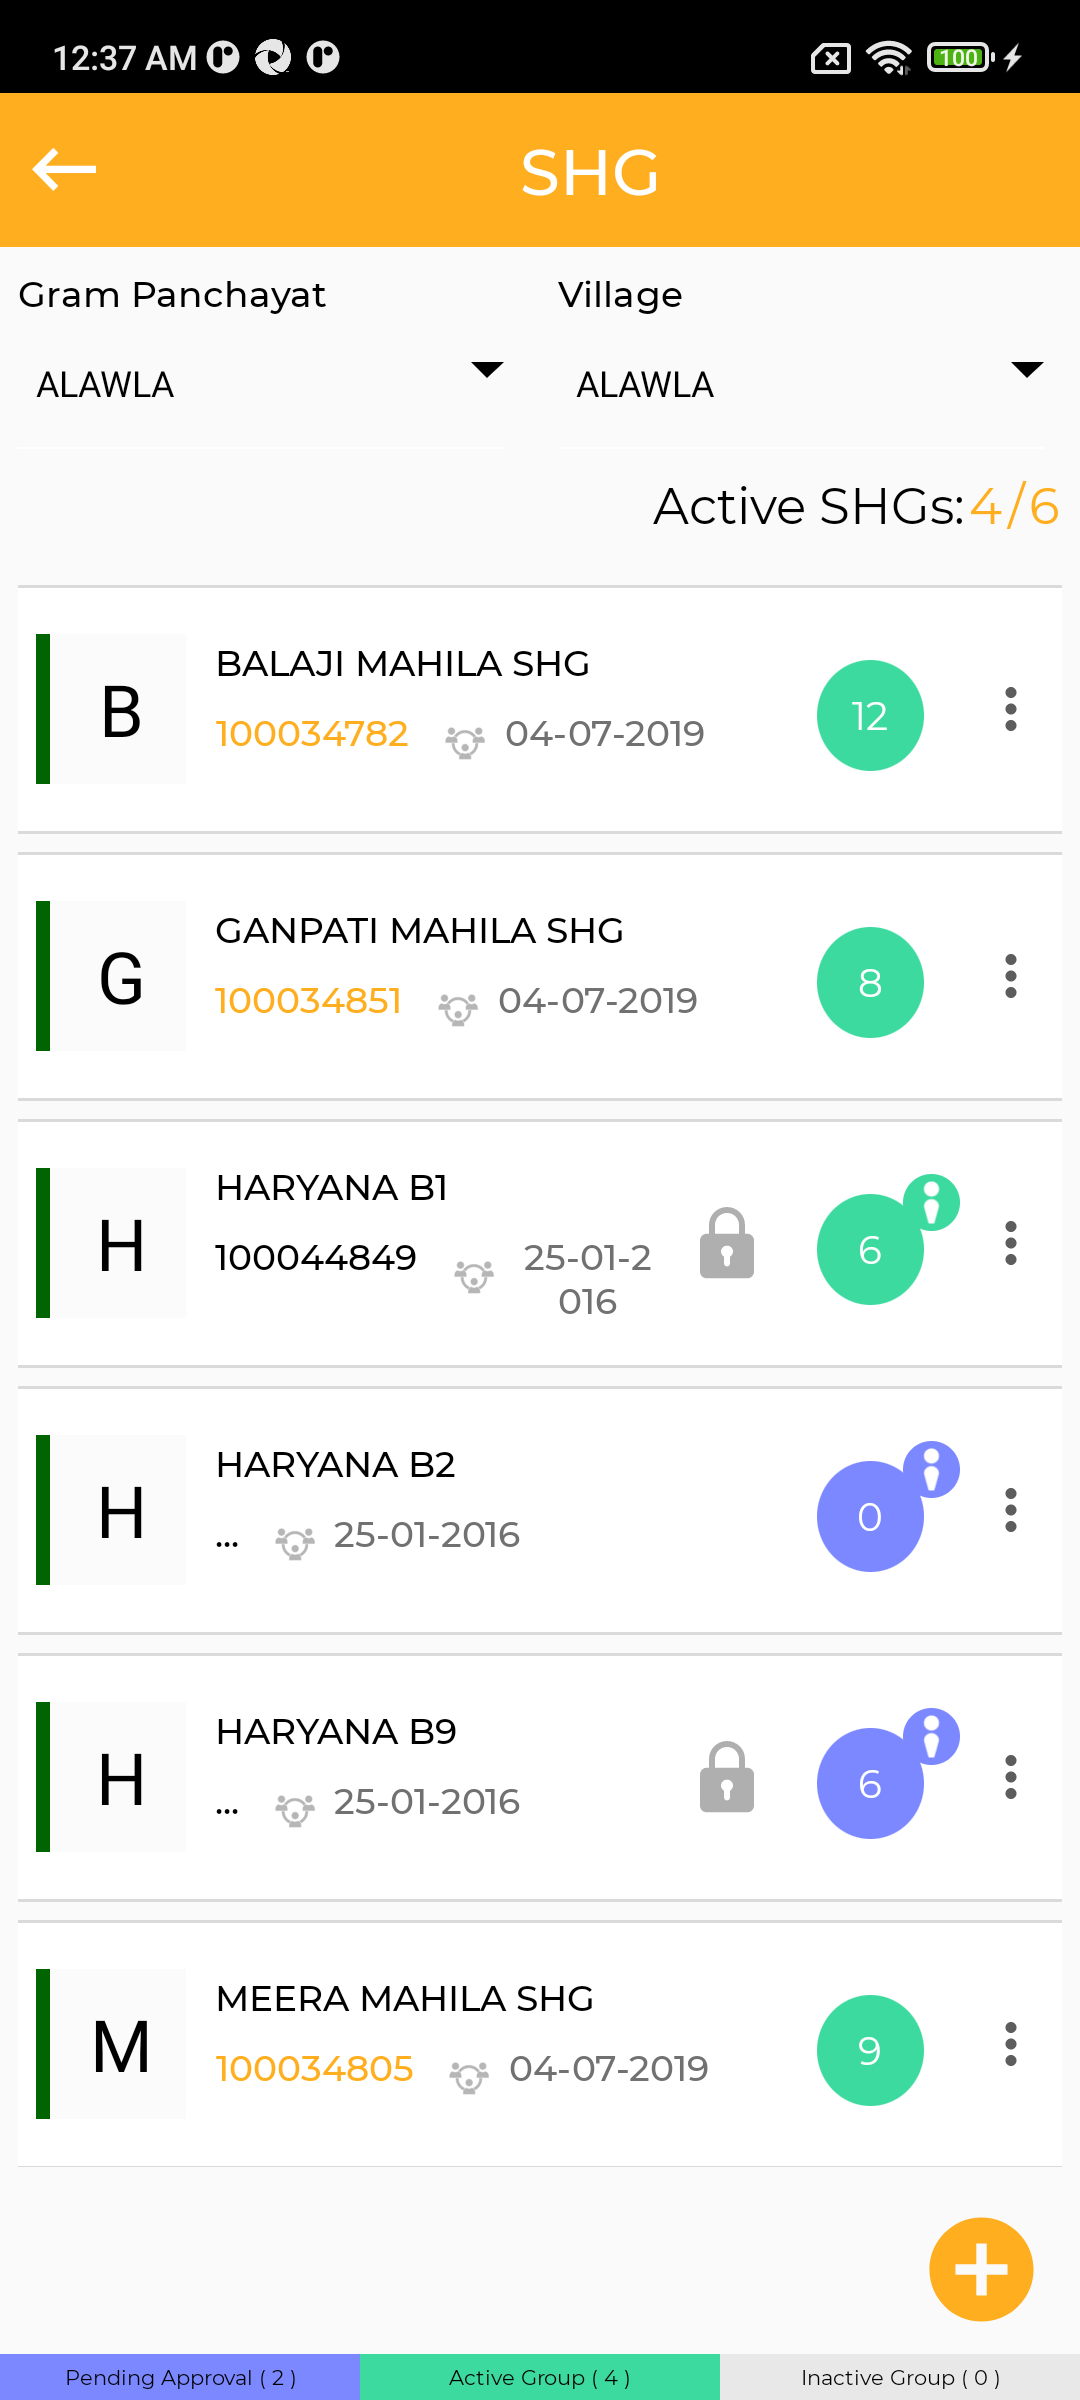 12:37 AM
100
SHG
Gram Panchayat
Village
ALAWLA
ALAWLA
Active SHGs: 4/6
B
BALAJI MAHILA SHG
100034782
04-07-2019
12
G
GANPATI MAHILA SHG
100034851
04-07-2019
8
H
HARYANA B1
100044849
25-01-2
016
6
H
HARYANA B2
...
25-01-2016
0
H
HARYANA B9
...
25-01-2016
6
M
MEERA MAHILA SHG
100034805
04-07-2019
9
Pending Approval ( 2 )
Active Group ( 4 )
Inactive Group ( 0 )